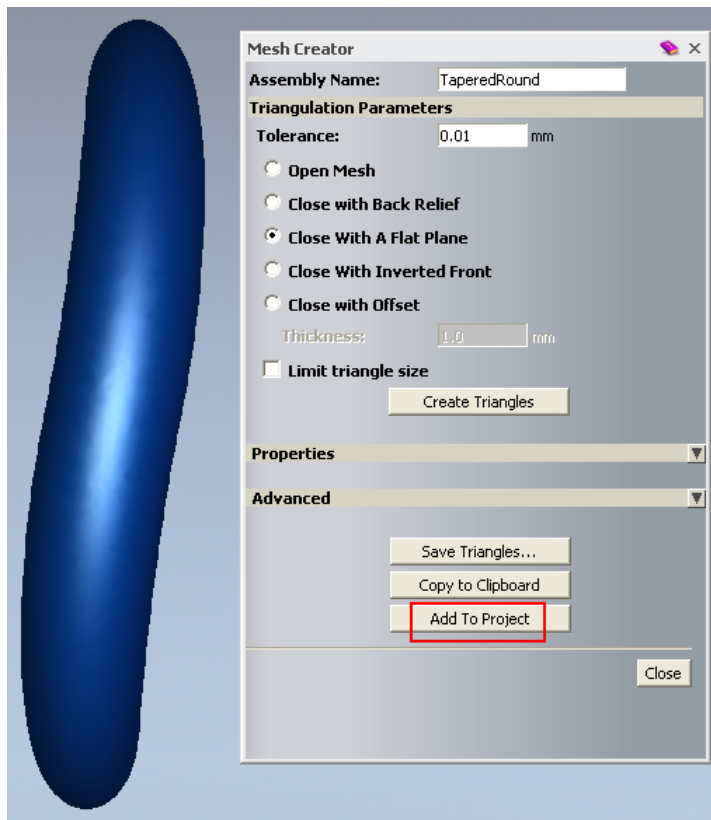 Mesh Creator
Assembly Name: TaperedRound
Triangulation Parameters
Tolerance: 0.01 mm
Open Mesh
Close with Back Relief
Close With A Flat Plane
Close With Inverted Front
Close with Offset
Thickness: 1.0 mm
Limit triangle size
Create Triangles
Properties
Advanced
Save Triangles...
Copy to Clipboard
Add To Project
Close